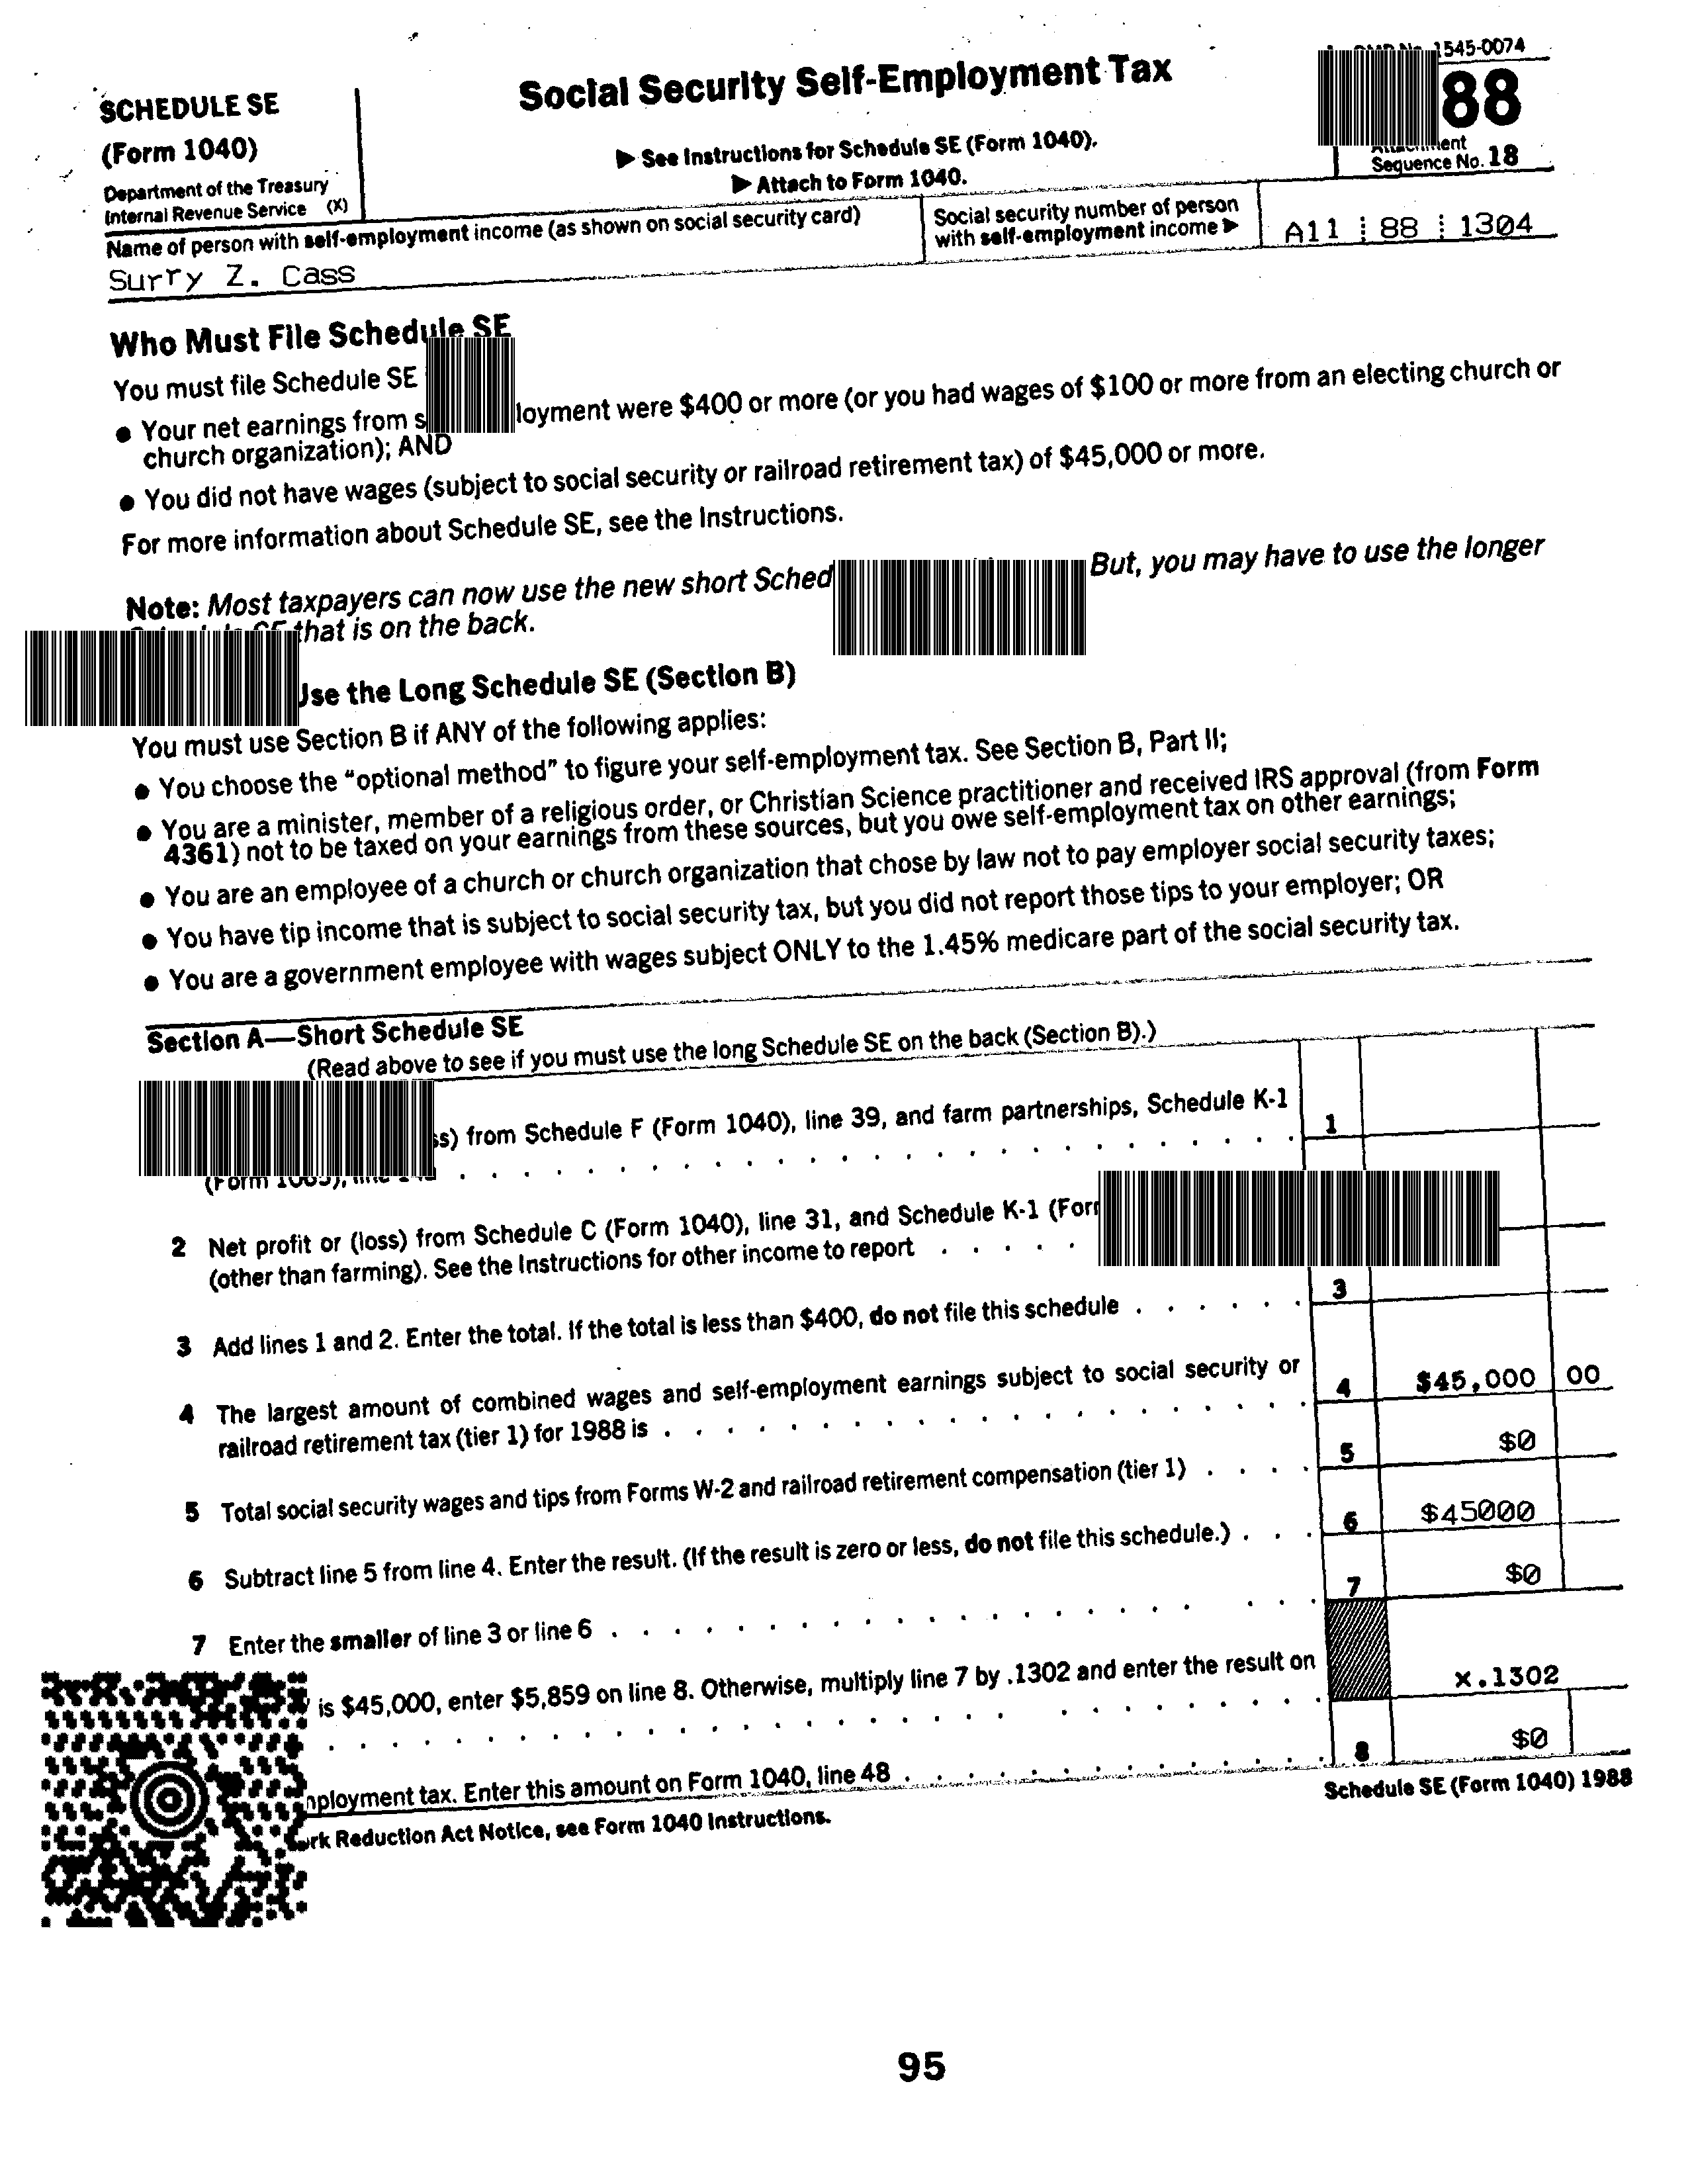 SCHEDULE SE
(Form 1040)
Department of the Treasury
Internal Revenue Service (X)
Social Security Self-Employment Tax
▶ See Instructions for Schedule SE (Form 1040).
▶ Attach to Form 1040.
1545-0074
88
Sequence No. 18
Name of person with self-employment income (as shown on social security card)
Surry Z. Cass
Social security number of person
with self-employment income ▶
A11 88 1304
Who Must File Schedule SE
You must file Schedule SE
● Your net earnings from s loyment were $400 or more (or you had wages of $100 or more from an electing church or
church organization); AND
● You did not have wages (subject to social security or railroad retirement tax) of $45,000 or more.
For more information about Schedule SE, see the Instructions.
Note: Most taxpayers can now use the new short Sched But, you may have to use the longer
that is on the back.
Use the Long Schedule SE (Section B)
You must use Section B if ANY of the following applies:
● You choose the "optional method" to figure your self-employment tax. See Section B, Part II;
● You are a minister, member of a religious order, or Christian Science practitioner and received IRS approval (from Form
4361) not to be taxed on your earnings from these sources, but you owe self-employment tax on other earnings;
● You are an employee of a church or church organization that chose by law not to pay employer social security taxes;
● You have tip income that is subject to social security tax, but you did not report those tips to your employer; OR
● You are a government employee with wages subject ONLY to the 1.45% medicare part of the social security tax.
Section A—Short Schedule SE
(Read above to see if you must use the long Schedule SE on the back (Section B).)
ss) from Schedule F (Form 1040), line 39, and farm partnerships, Schedule K-1
1
2 Net profit or (loss) from Schedule C (Form 1040), line 31, and Schedule K-1 (For
(other than farming). See the Instructions for other income to report . . . . .
3 Add lines 1 and 2. Enter the total. If the total is less than $400, do not file this schedule . . . . . .
3
4 The largest amount of combined wages and self-employment earnings subject to social security or
railroad retirement tax (tier 1) for 1988 is . . . . . . . . . . . . . . . . . . . .
4 $45,000 00
5 Total social security wages and tips from Forms W-2 and railroad retirement compensation (tier 1) . . . .
5 $0
6 Subtract line 5 from line 4. Enter the result. (If the result is zero or less, do not file this schedule.) . . .
6 $45000
7 Enter the smaller of line 3 or line 6 . . . . . . . . . . . . . . . . . . . . .
7 $0
is $45,000, enter $5,859 on line 8. Otherwise, multiply line 7 by .1302 and enter the result on
x.1302
mployment tax. Enter this amount on Form 1040, line 48 . . . . . . . . . . . . .
8 $0
rk Reduction Act Notice, see Form 1040 Instructions.
Schedule SE (Form 1040) 1988
95